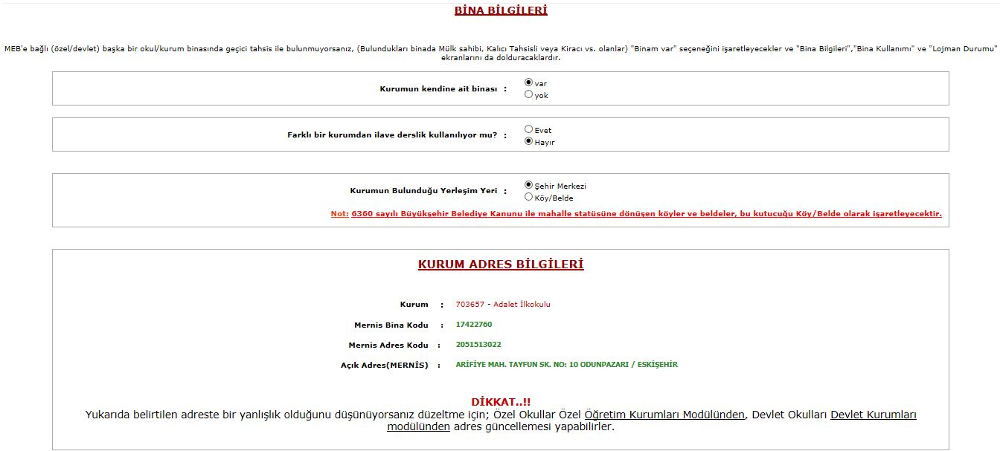 BİNA BİLGİLERİ
MEB'e bağlı (özel/devlet) başka bir okul/kurum binasında geçici tahsis ile bulunmuyorsanız, (Bulundukları binada Mülk sahibi, Kalıcı Tahsisli veya Kiracı vs. olanlar) "Binam var" seçeneğini işaretleyecekler ve "Bina Bilgileri","Bina Kullanımı" ve "Lojman Durumu"
ekranlarını da dolduracaklardır.
Kurumun kendine ait binası :
var
yok
Farklı bir kurumdan ilave derslik kullanılıyor mu? :
Evet
Hayır
Kurumun Bulunduğu Yerleşim Yeri :
Şehir Merkezi
Köy/Belde
Not: 6360 sayılı Büyükşehir Belediye Kanunu ile mahalle statüsüne dönüşen köyler ve beldeler, bu kutucuğu Köy/Belde olarak işaretleyecektir.
KURUM ADRES BİLGİLERİ
Kurum : 703657 - Adalet İlkokulu
Mernis Bina Kodu : 17422760
Mernis Adres Kodu : 2051513022
Açık Adres(MERNİS) : ARİFİYE MAH. TAYFUN SK. NO: 10 ODUNPAZARI / ESKİŞEHİR
DİKKAT..!!
Yukarıda belirtilen adreste bir yanlışlık olduğunu düşünüyorsanız düzeltme için; Özel Okullar Özel Öğretim Kurumları Modülünden, Devlet Okulları Devlet Kurumları
modülünden adres güncellemesi yapabilirler.